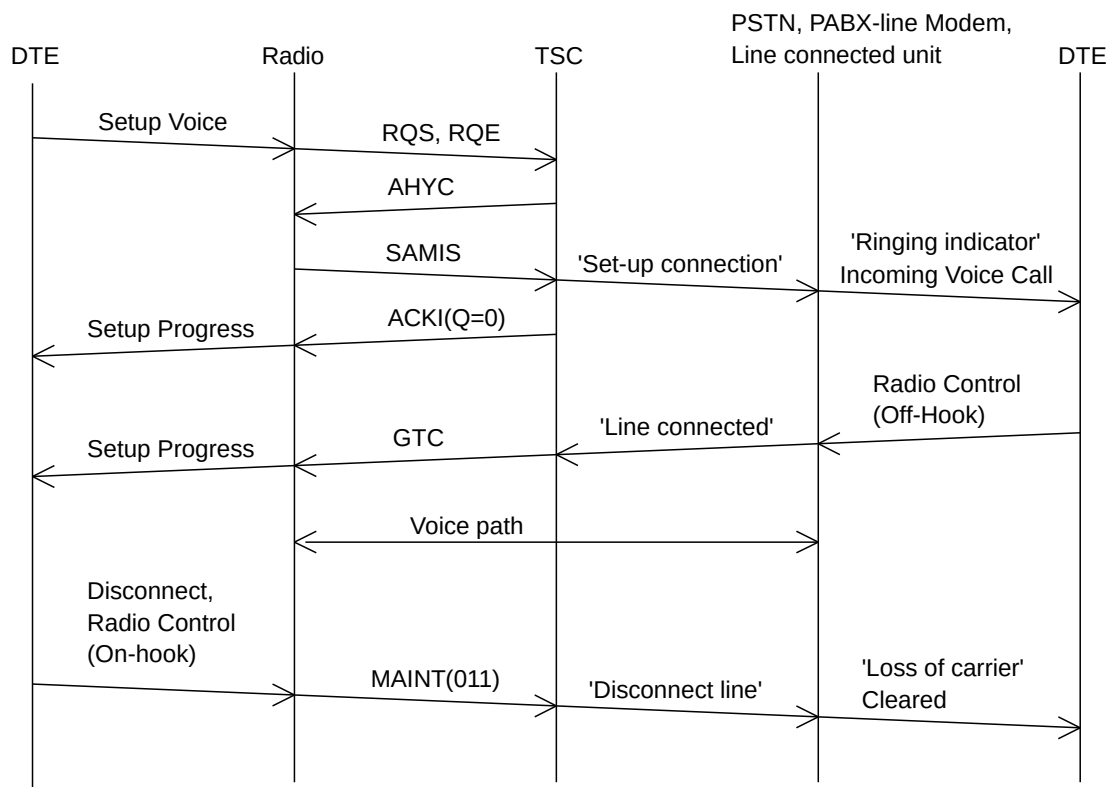 PSTN, PABX-line Modem,
DTE Radio TSC Line connected unit DTE
Setup Voice
RQS, RQE
AHYC
SAMIS
'Set-up connection'
'Ringing indicator'
Incoming Voice Call
ACKI(Q=0)
Setup Progress
Radio Control
(Off-Hook)
'Line connected'
GTC
Setup Progress
Voice path
Disconnect,
Radio Control
(On-hook)
MAINT(011)
'Disconnect line'
'Loss of carrier'
Cleared